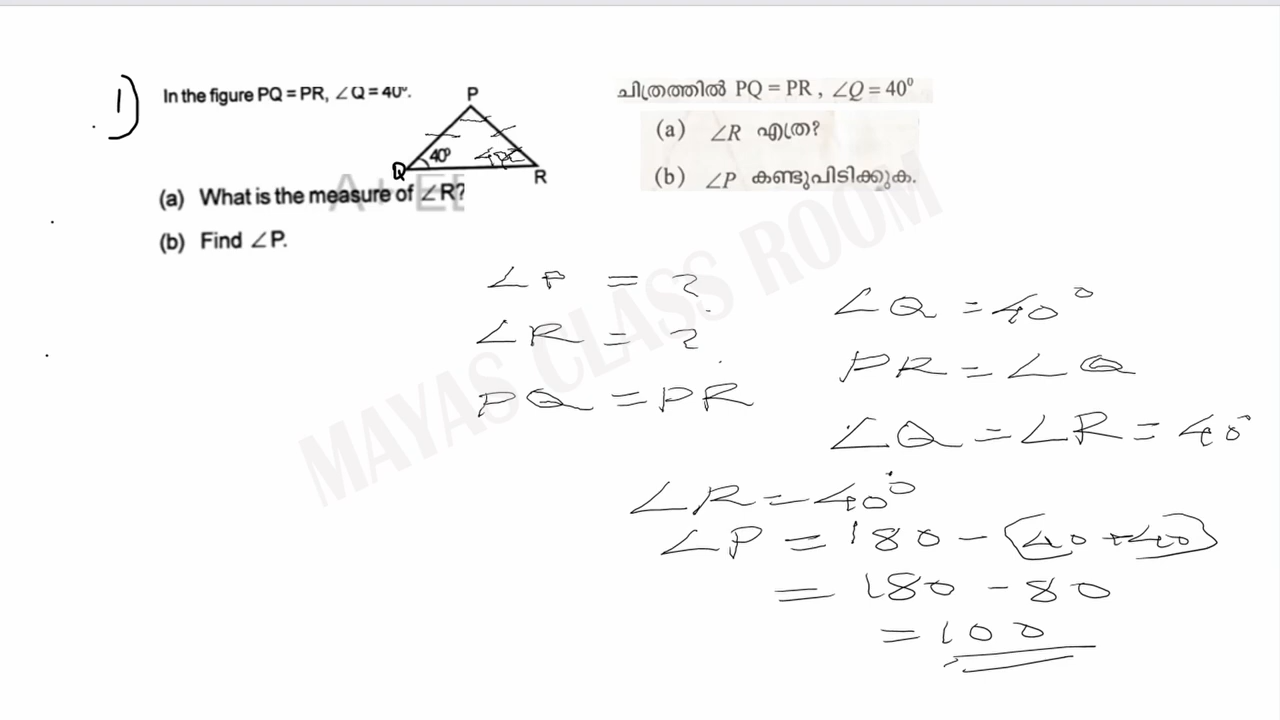 1)
In the figure PQ = PR, ∠Q = 40°.
P
40°
40°
Q
R
(a) What is the measure of ∠R?
(b) Find ∠P.
ചിത്രത്തിൽ PQ = PR , ∠Q = 40⁰
(a) ∠R എത്ര?
(b) ∠P കണ്ടുപിടിക്കുക.
MAYAS CLASS ROOM
∠P = ?
∠R = ?
PQ = PR
∠Q = 40°
PR = ∠Q
∠Q = ∠R = 40°
∠R = 40°
∠P = 180 - (40 + 40)
= 180 - 80
= 100